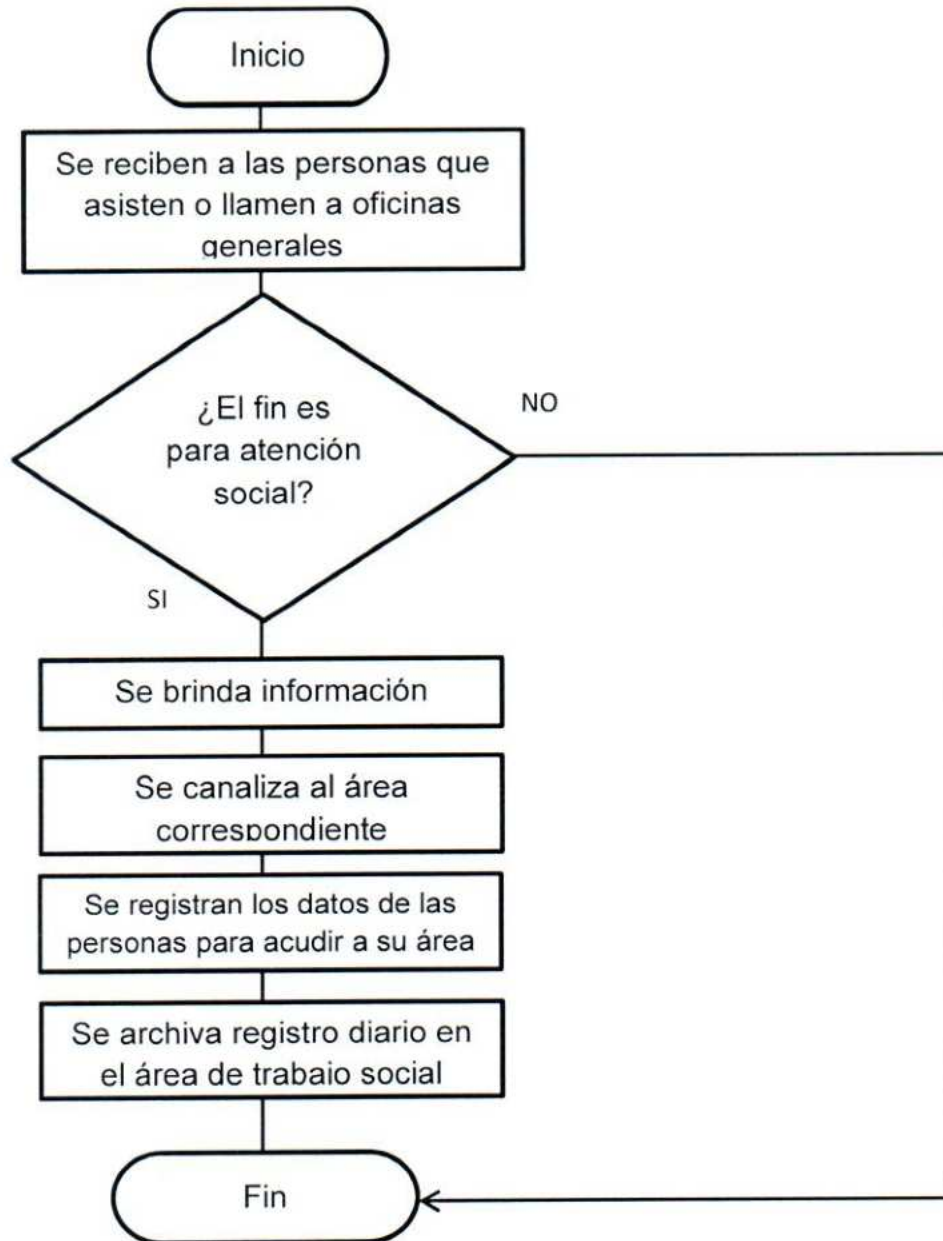 Inicio
Se reciben a las personas que
asisten o llamen a oficinas
generales
¿El fin es
para atención
social?
NO
SI
Se brinda información
Se canaliza al área
correspondiente
Se registran los datos de las
personas para acudir a su área
Se archiva registro diario en
el área de trabajo social
Fin